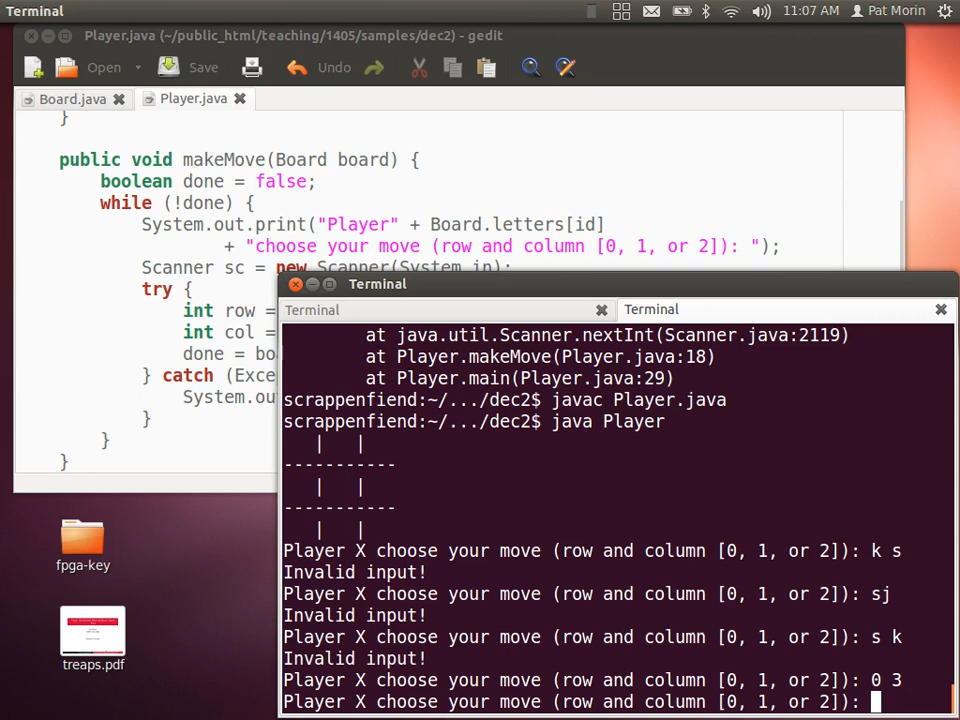 Terminal
11:07 AM
Pat Morin
Player.java (~/public_html/teaching/1405/samples/dec2) - gedit
Open
Save
Undo
Board.java
Player.java
}
public void makeMove(Board board) {
boolean done = false;
while (!done) {
System.out.print("Player" + Board.letters[id]
+ "choose your move (row and column [0, 1, or 2]): ");
Scanner sc = new Scanner(System.in);
try {
int row =
int col =
done = boa
} catch (Exce
System.out
}
}
}
Terminal
Terminal
Terminal
at java.util.Scanner.nextInt(Scanner.java:2119)
at Player.makeMove(Player.java:18)
at Player.main(Player.java:29)
scrappenfiend:~/.../dec2$ javac Player.java
scrappenfiend:~/.../dec2$ java Player
|   |
-----------
|   |
-----------
|   |
Player X choose your move (row and column [0, 1, or 2]): k s
Invalid input!
Player X choose your move (row and column [0, 1, or 2]): sj
Invalid input!
Player X choose your move (row and column [0, 1, or 2]): s k
Invalid input!
Player X choose your move (row and column [0, 1, or 2]): 0 3
Player X choose your move (row and column [0, 1, or 2]):
fpga-key
treaps.pdf